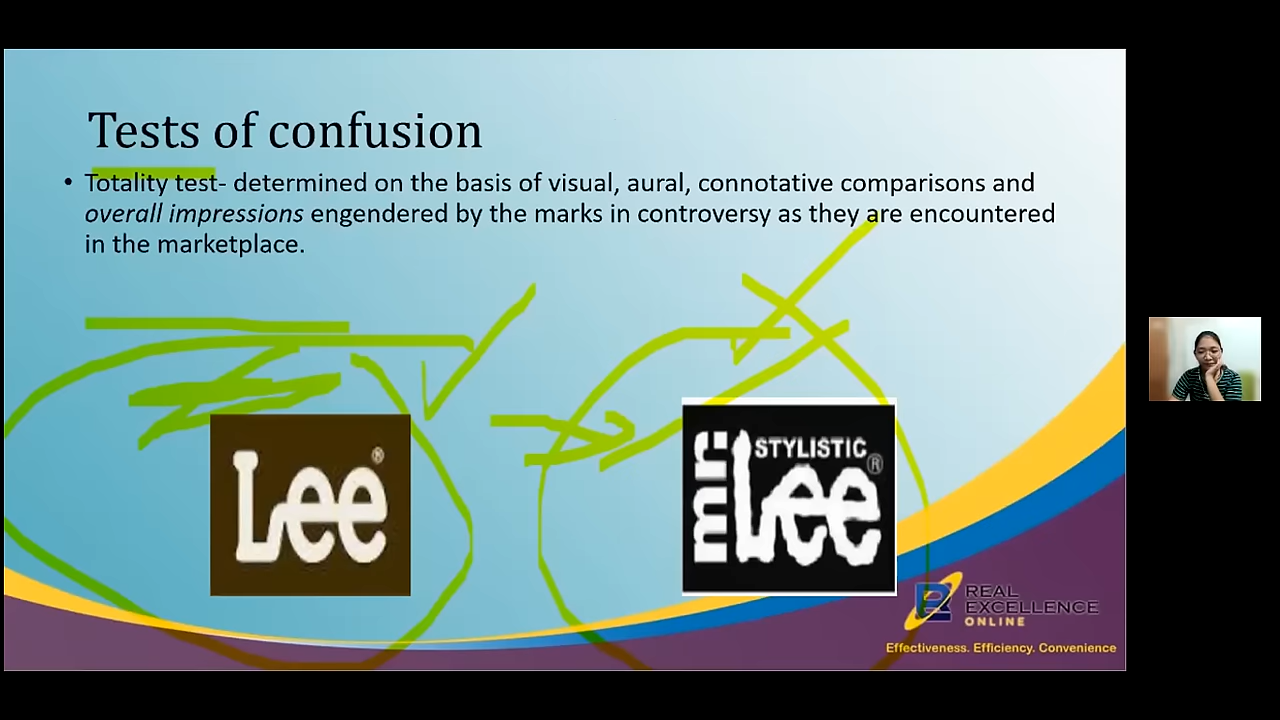 Tests of confusion
• Totality test- determined on the basis of visual, aural, connotative comparisons and
overall impressions engendered by the marks in controversy as they are encountered
in the marketplace.
Lee®
mr. STYLISTIC
Lee®
REAL
EXCELLENCE
ONLINE
Effectiveness. Efficiency. Convenience